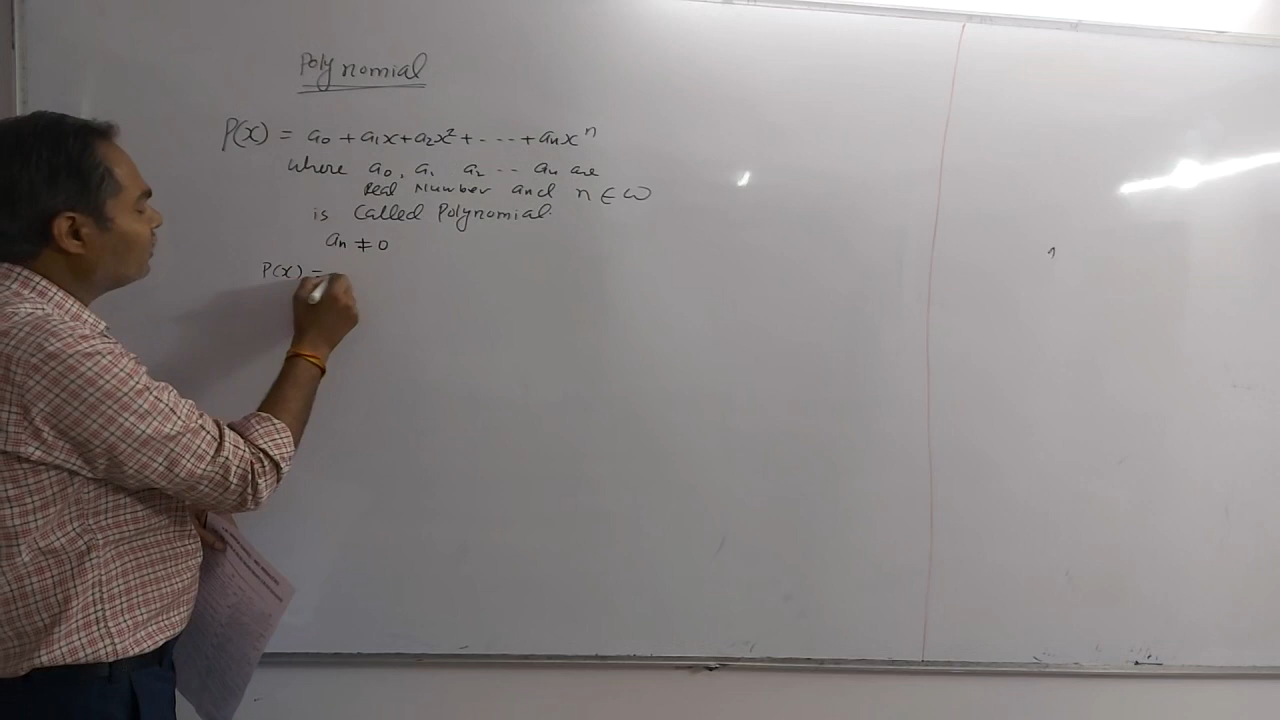 Polynomial
P(x) = a₀ + a₁x + a₂x² + - - - + aₙxⁿ
where a₀, a₁ a₂ -- aₙ are
Real Number and n ∈ W
is Called Polynomial.
aₙ ≠ 0
P(x) =